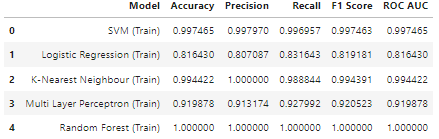 Model Accuracy Precision Recall F1 Score ROC AUC
0 SVM (Train) 0.997465 0.997970 0.996957 0.997463 0.997465
1 Logistic Regression (Train) 0.816430 0.807087 0.831643 0.819181 0.816430
2 K-Nearest Neighbour (Train) 0.994422 1.000000 0.988844 0.994391 0.994422
3 Multi Layer Perceptron (Train) 0.919878 0.913174 0.927992 0.920523 0.919878
4 Random Forest (Train) 1.000000 1.000000 1.000000 1.000000 1.000000